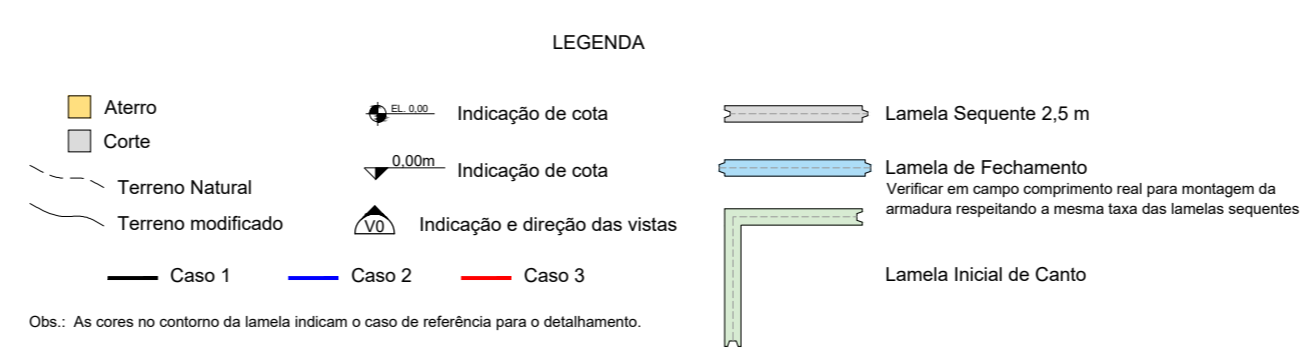 LEGENDA
Aterro
Corte
Terreno Natural
Terreno modificado
EL. 0,00
Indicação de cota
0,00m
Indicação de cota
V0
Indicação e direção das vistas
Caso 1
Caso 2
Caso 3
Obs.: As cores no contorno da lamela indicam o caso de referência para o detalhamento.
Lamela Sequente 2,5 m
Lamela de Fechamento
Verificar em campo comprimento real para montagem da
armadura respeitando a mesma taxa das lamelas sequentes
Lamela Inicial de Canto